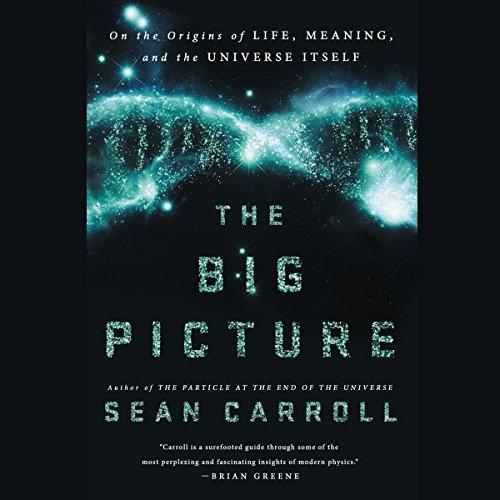 On the Origins of LIFE, MEANING,
and the UNIVERSE ITSELF
THE
BIG
PICTURE
Author of THE PARTICLE AT THE END OF THE UNIVERSE
SEAN CARROLL
"Carroll is a surefooted guide through some of the
most perplexing and fascinating insights of modern physics."
—BRIAN GREENE